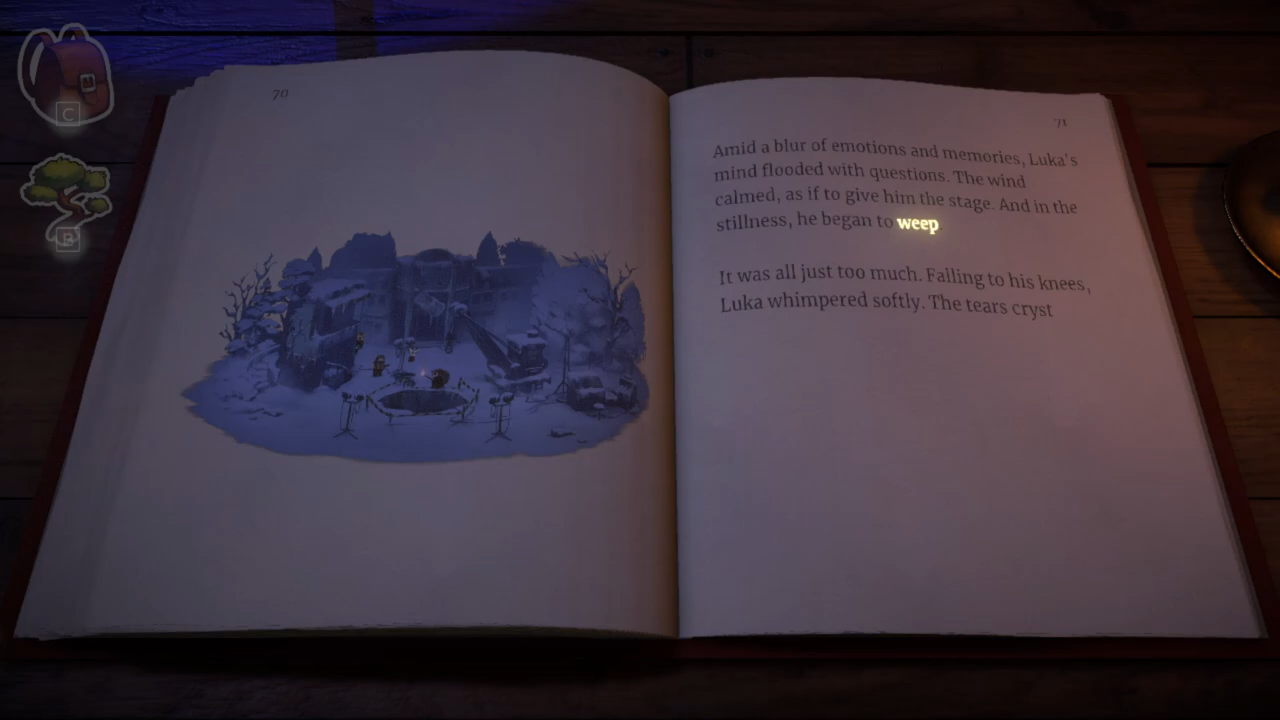 C
B
70
71
Amid a blur of emotions and memories, Luka's
mind flooded with questions. The wind
calmed, as if to give him the stage. And in the
stillness, he began to weep.
It was all just too much. Falling to his knees,
Luka whimpered softly. The tears cryst